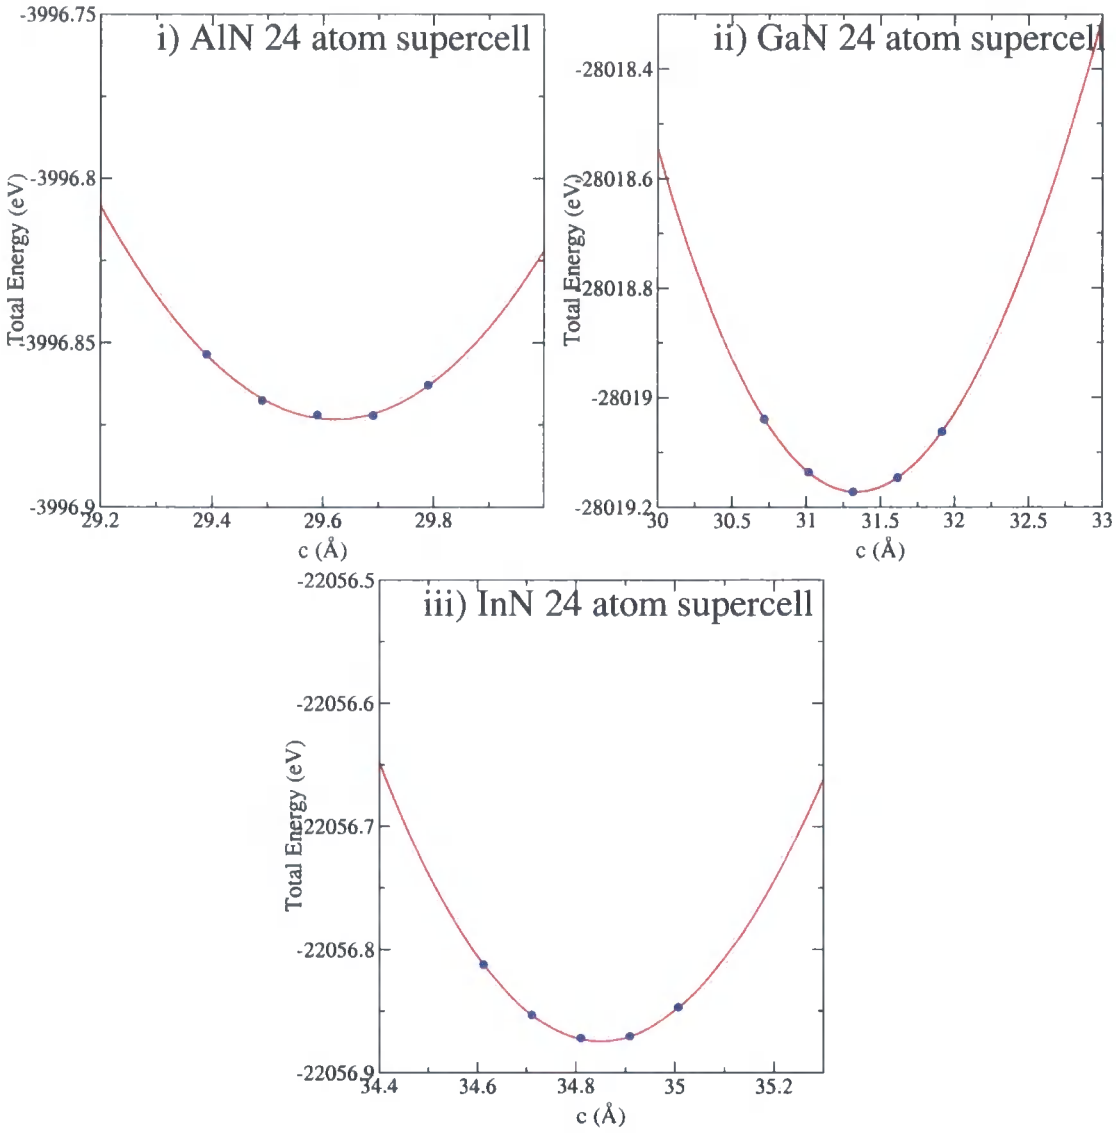 i) AlN 24 atom supercell
-3996.75
-3996.8
-3996.85
-3996.9
Total Energy (eV)
29.2 29.4 29.6 29.8
c (Å)
ii) GaN 24 atom supercell
-28018.4
-28018.6
-28018.8
-28019
-28019.2
Total Energy (eV)
30 30.5 31 31.5 32 32.5 33
c (Å)
iii) InN 24 atom supercell
-22056.5
-22056.6
-22056.7
-22056.8
-22056.9
Total Energy (eV)
34.4 34.6 34.8 35 35.2
c (Å)